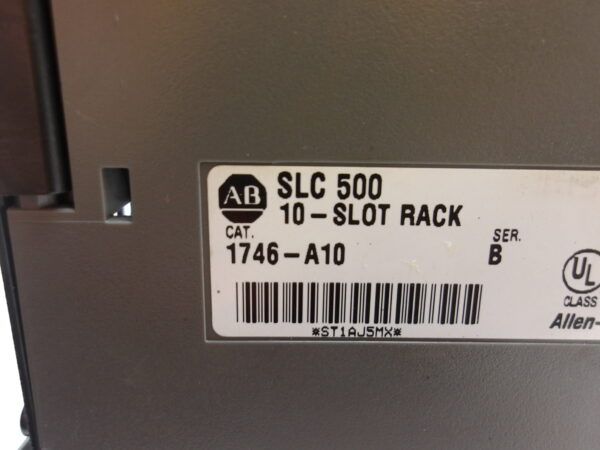 AB
SLC 500
10-SLOT RACK
CAT.
1746-A10
SER.
B
UL
CLASS
*ST1AJ5MX*
Allen-